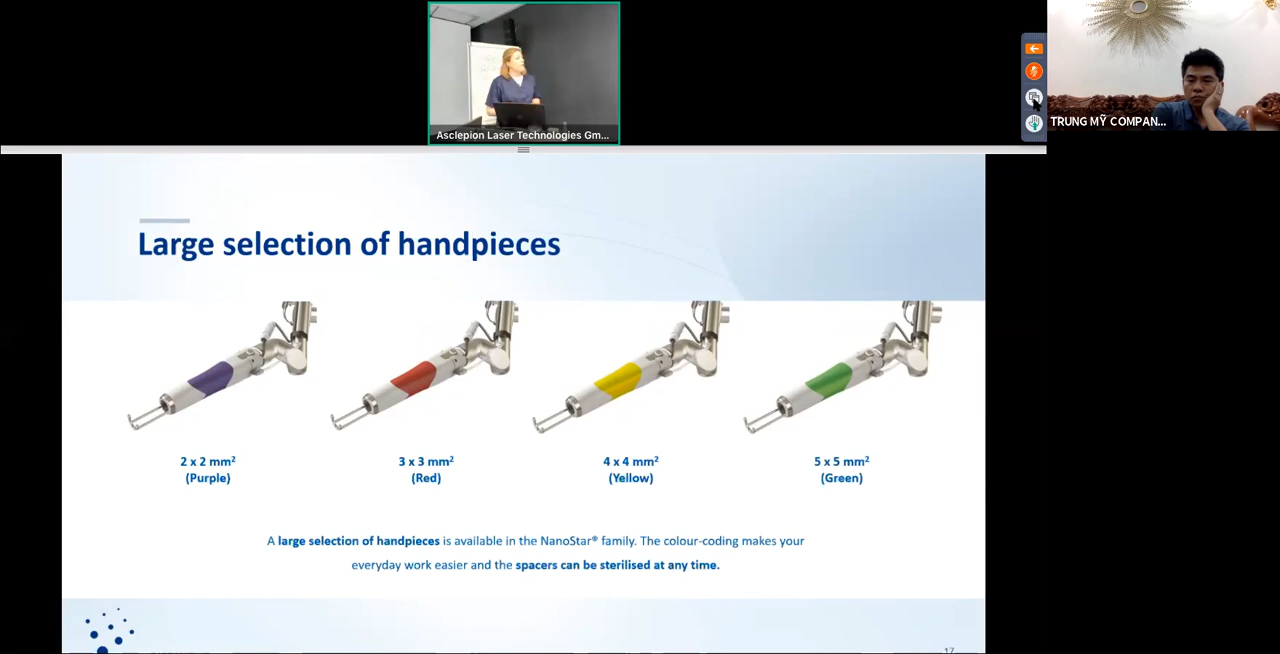 Asclepion Laser Technologies Gm...
TRUNG MỸ COMPAN...
Large selection of handpieces
2 x 2 mm²
(Purple)
3 x 3 mm²
(Red)
4 x 4 mm²
(Yellow)
5 x 5 mm²
(Green)
A large selection of handpieces is available in the NanoStar® family. The colour-coding makes your
everyday work easier and the spacers can be sterilised at any time.
17